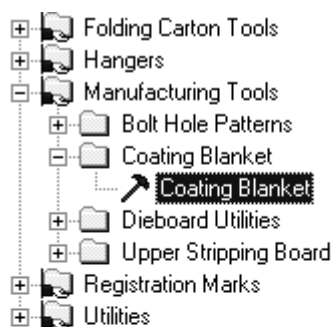 Folding Carton Tools
Hangers
Manufacturing Tools
Bolt Hole Patterns
Coating Blanket
Coating Blanket
Dieboard Utilities
Upper Stripping Board
Registration Marks
Utilities